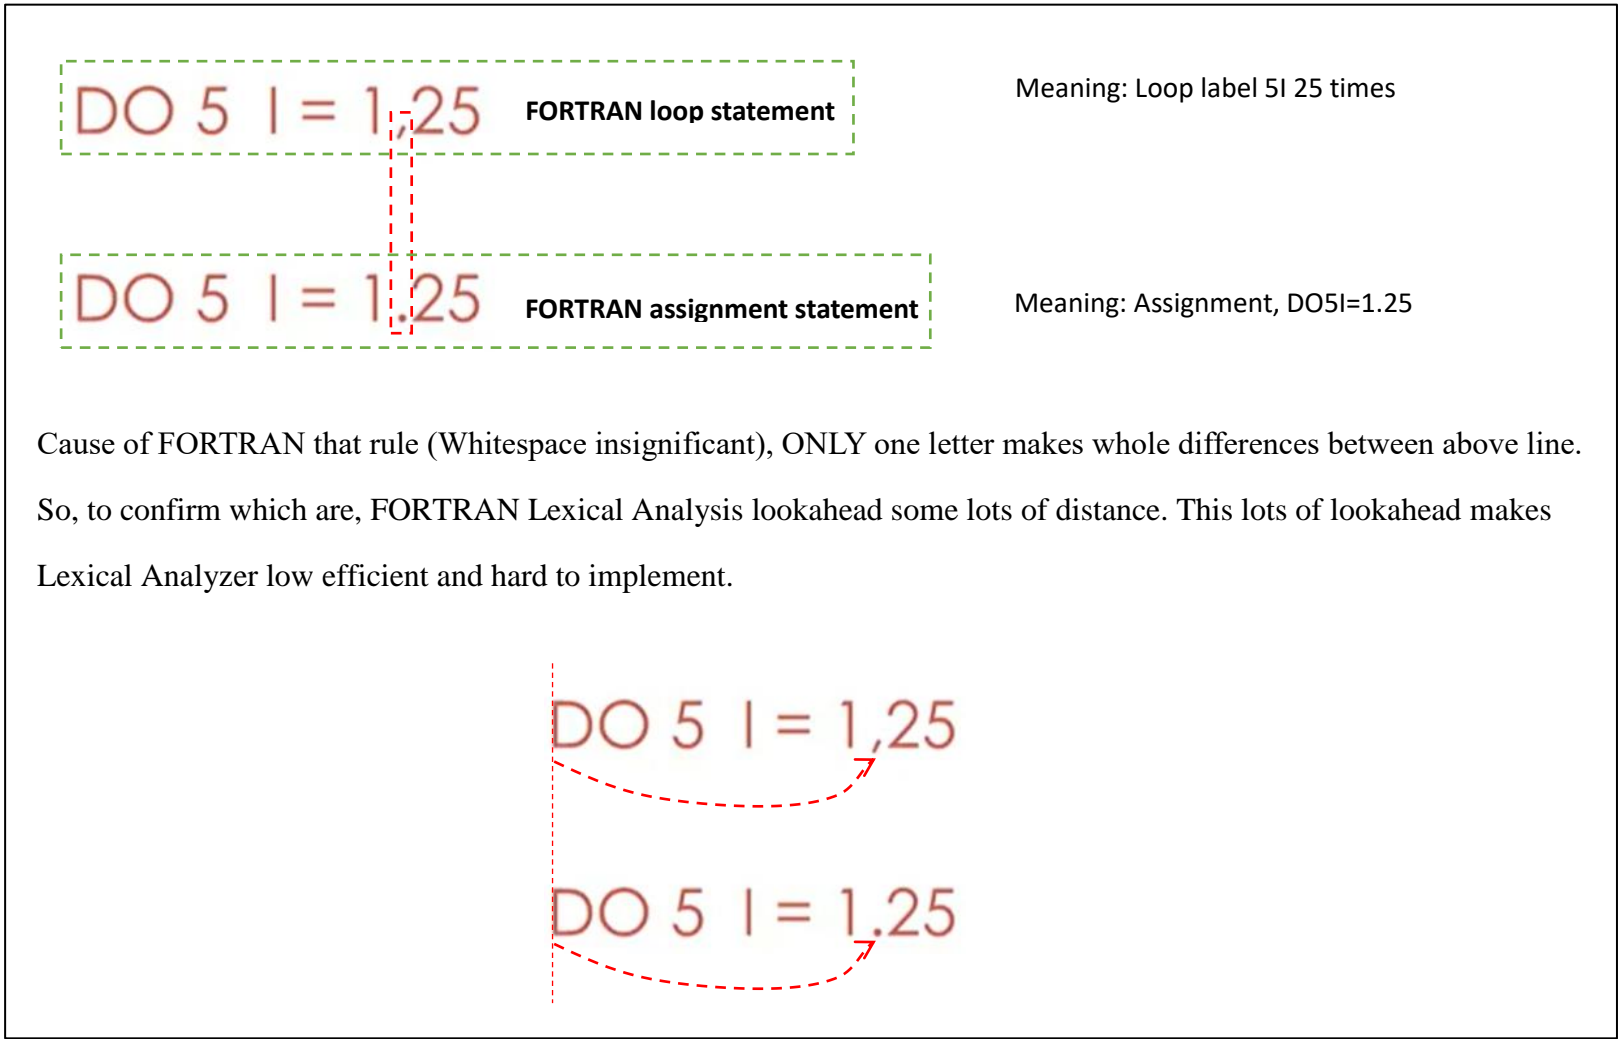 DO 5 I = 1,25 FORTRAN loop statement Meaning: Loop label 5I 25 times
DO 5 I = 1.25 FORTRAN assignment statement Meaning: Assignment, DO5I=1.25
Cause of FORTRAN that rule (Whitespace insignificant), ONLY one letter makes whole differences between above line.
So, to confirm which are, FORTRAN Lexical Analysis lookahead some lots of distance. This lots of lookahead makes
Lexical Analyzer low efficient and hard to implement.
DO 5 I = 1,25
DO 5 I = 1.25